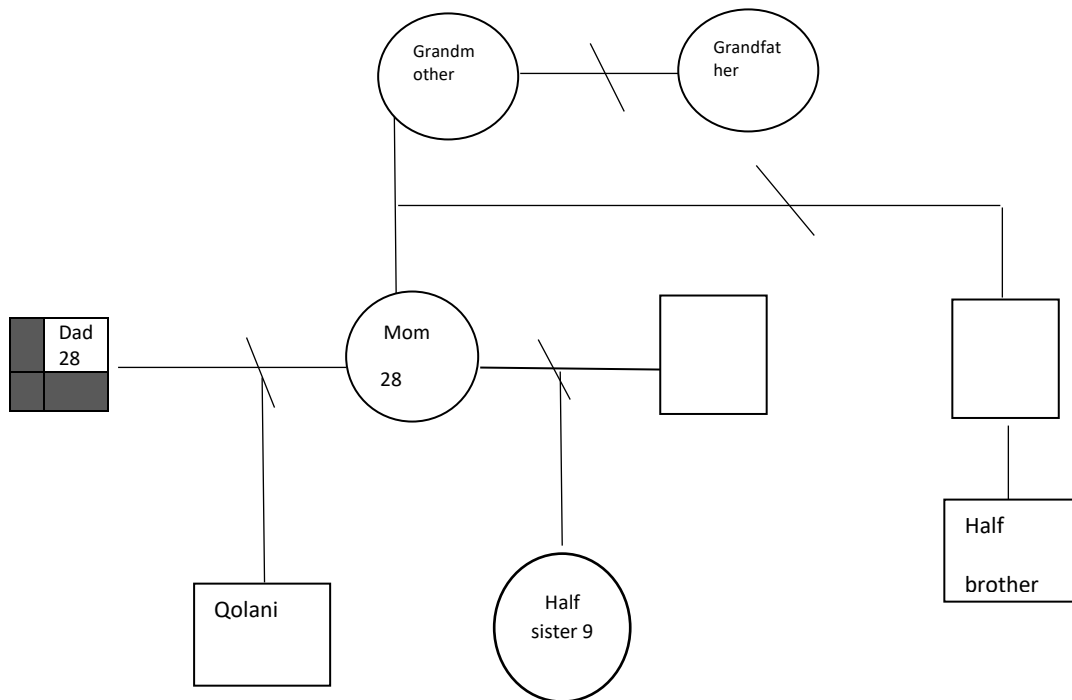 Grandm
other
Grandfat
her
Dad
28
Mom
28
Qolani
Half
sister 9
Half
brother